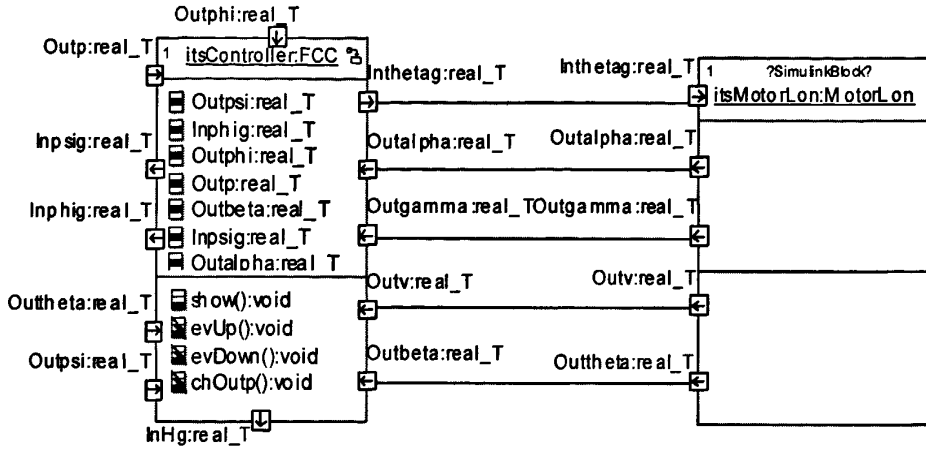 Outphi:real_T
Outp:real_T
1 itsController:FCC
Inthetag:real_T
Inthetag:real_T
1 ?SimulinkBlock?
itsMotorLon:MotorLon
Outpsi:real_T
Inphig:real_T
Outphi:real_T
Outp:real_T
Outbeta:real_T
Inpsig:real_T
Outalpha:real_T
Inpsig:real_T
Inphig:real_T
Outalpha:real_T
Outalpha:real_T
Outgamma:real_T
Outgamma:real_T
Outv:real_T
Outv:real_T
Outtheta:real_T
show():void
evUp():void
evDown():void
chOutp():void
Outpsi:real_T
Outbeta:real_T
Outtheta:real_T
InHg:real_T